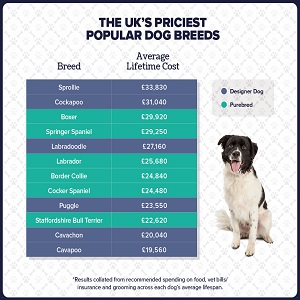 THE UK'S PRICIEST
POPULAR DOG BREEDS
Breed Average Lifetime Cost
Sprollie £33,830
Cockapoo £31,040
Boxer £29,920
Springer Spaniel £29,250
Labradoodle £27,160
Labrador £25,680
Border Collie £24,840
Cocker Spaniel £24,480
Puggle £23,550
Staffordshire Bull Terrier £22,620
Cavachon £20,040
Cavapoo £19,560
Designer Dog
Purebred
*Results collated from recommended spending on food, vet bills/
insurance and grooming across each dog's average lifespan.